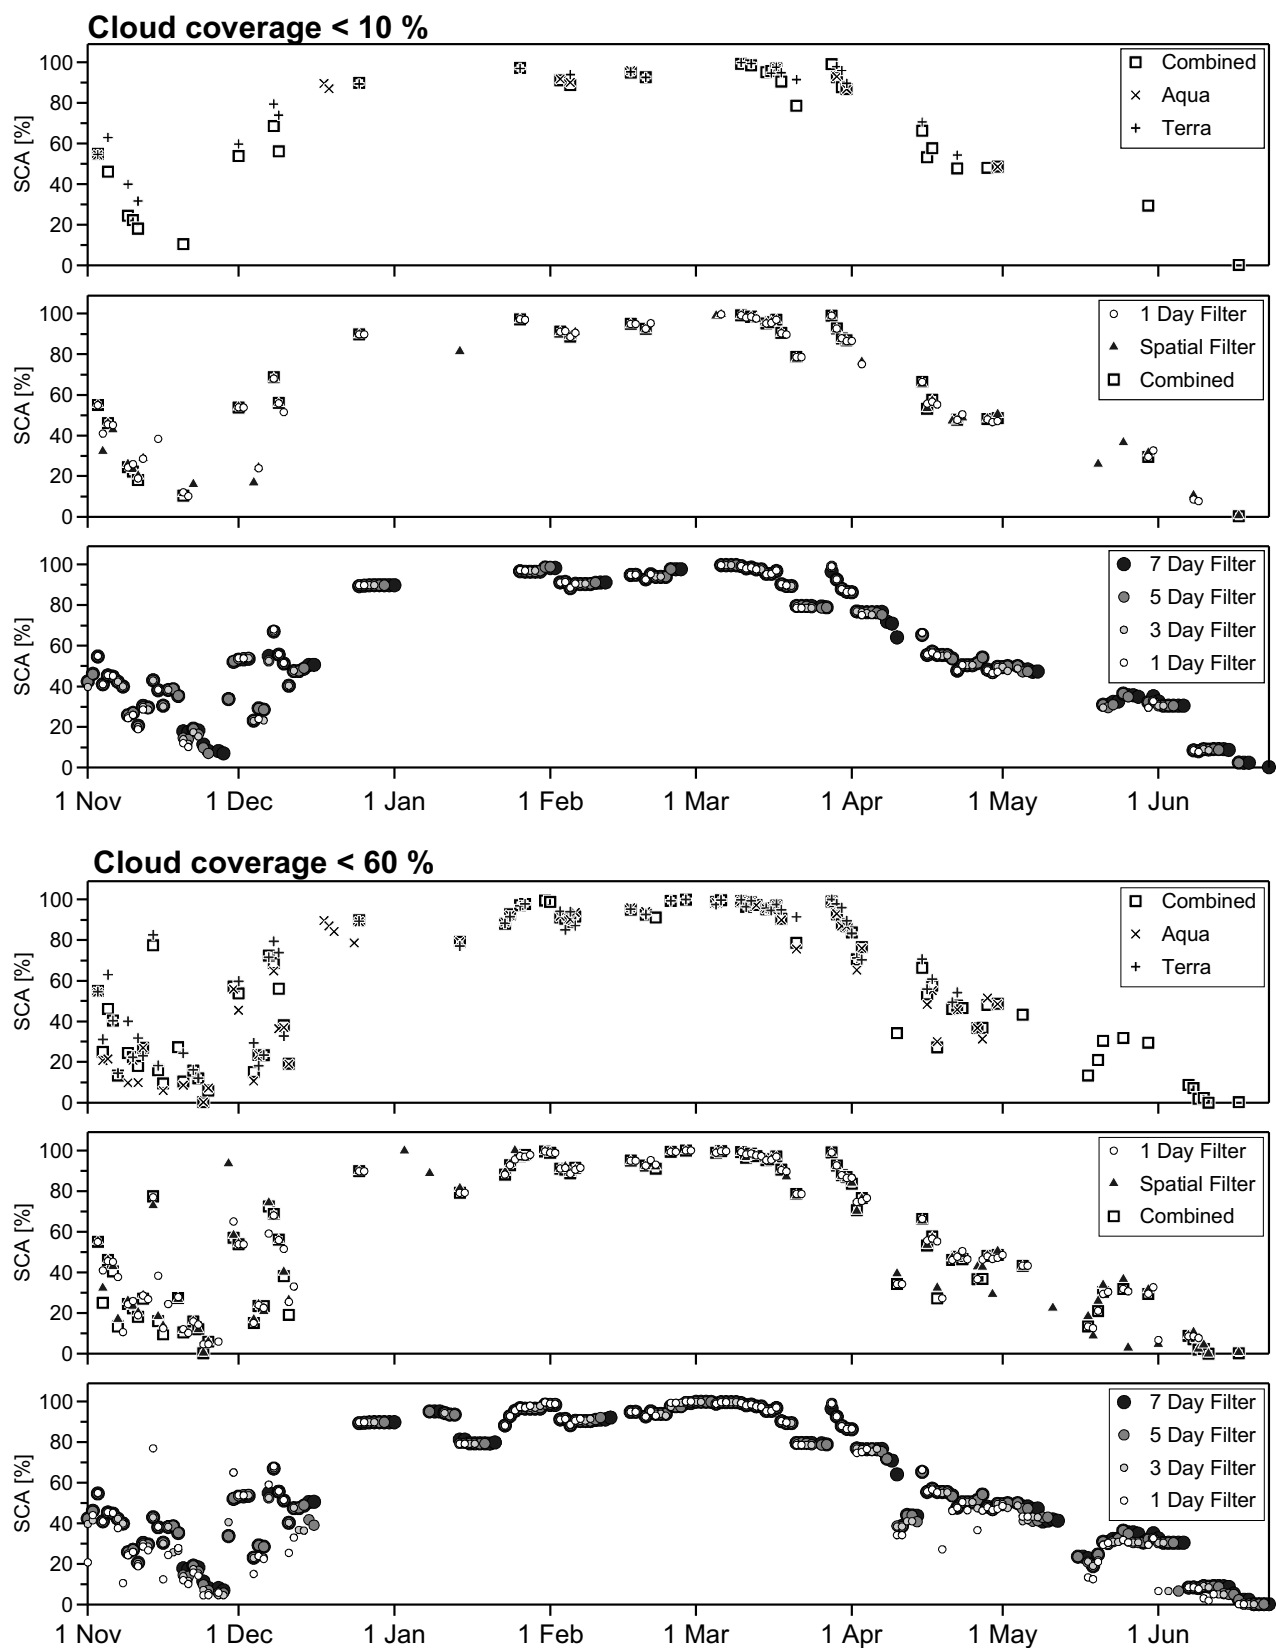 Cloud coverage < 10 %
SCA [%]
100
80
60
40
20
0
Combined
Aqua
Terra
SCA [%]
100
80
60
40
20
0
1 Day Filter
Spatial Filter
Combined
SCA [%]
100
80
60
40
20
0
7 Day Filter
5 Day Filter
3 Day Filter
1 Day Filter
1 Nov 1 Dec 1 Jan 1 Feb 1 Mar 1 Apr 1 May 1 Jun
Cloud coverage < 60 %
SCA [%]
100
80
60
40
20
0
Combined
Aqua
Terra
SCA [%]
100
80
60
40
20
0
1 Day Filter
Spatial Filter
Combined
SCA [%]
100
80
60
40
20
0
7 Day Filter
5 Day Filter
3 Day Filter
1 Day Filter
1 Nov 1 Dec 1 Jan 1 Feb 1 Mar 1 Apr 1 May 1 Jun